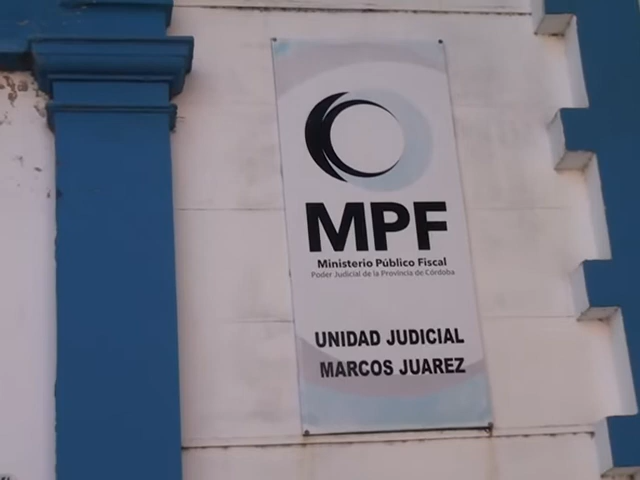 MPF
Ministerio Público Fiscal
Poder Judicial de la Provincia de Córdoba
UNIDAD JUDICIAL
MARCOS JUAREZ